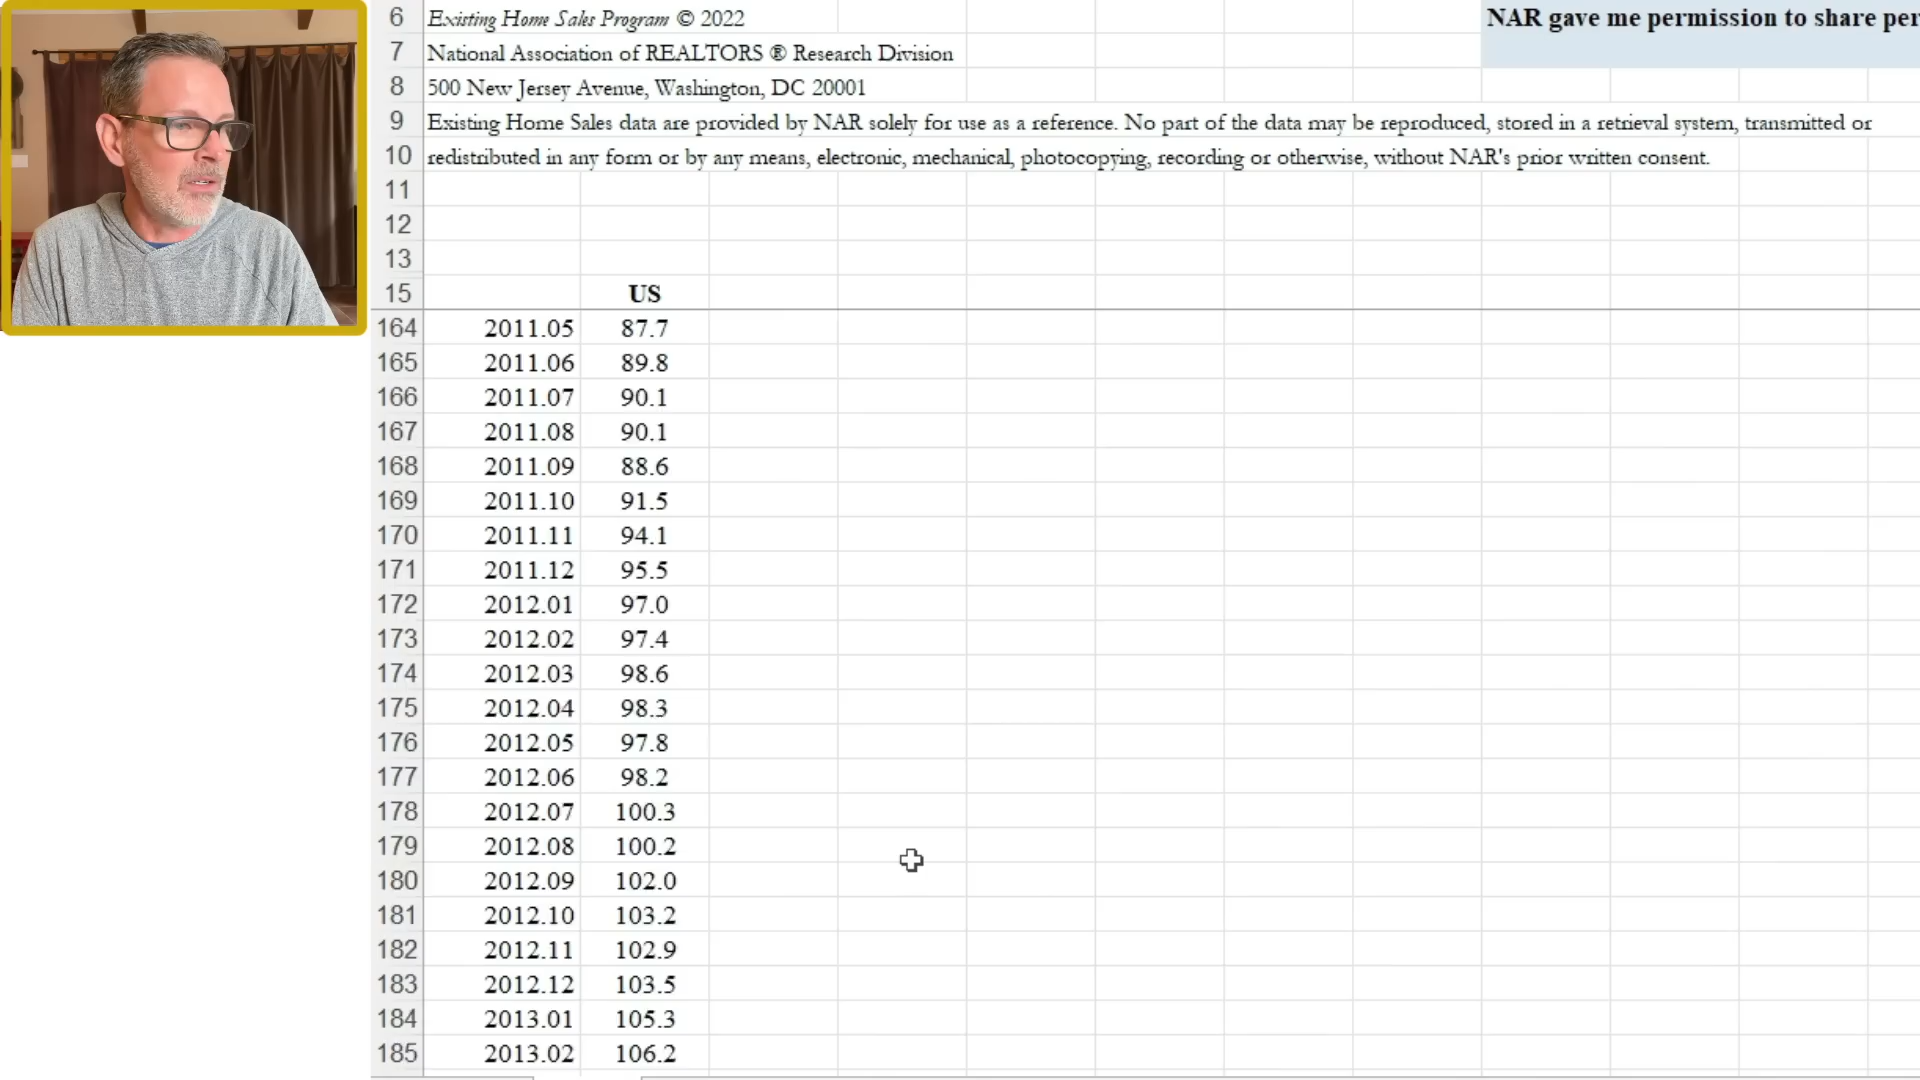 6 Existing Home Sales Program © 2022
NAR gave me permission to share per
7 National Association of REALTORS ® Research Division
8 500 New Jersey Avenue, Washington, DC 20001
9 Existing Home Sales data are provided by NAR solely for use as a reference. No part of the data may be reproduced, stored in a retrieval system, transmitted or
10 redistributed in any form or by any means, electronic, mechanical, photocopying, recording or otherwise, without NAR's prior written consent.
11
12
13
15 US
164 2011.05 87.7
165 2011.06 89.8
166 2011.07 90.1
167 2011.08 90.1
168 2011.09 88.6
169 2011.10 91.5
170 2011.11 94.1
171 2011.12 95.5
172 2012.01 97.0
173 2012.02 97.4
174 2012.03 98.6
175 2012.04 98.3
176 2012.05 97.8
177 2012.06 98.2
178 2012.07 100.3
179 2012.08 100.2
180 2012.09 102.0
181 2012.10 103.2
182 2012.11 102.9
183 2012.12 103.5
184 2013.01 105.3
185 2013.02 106.2